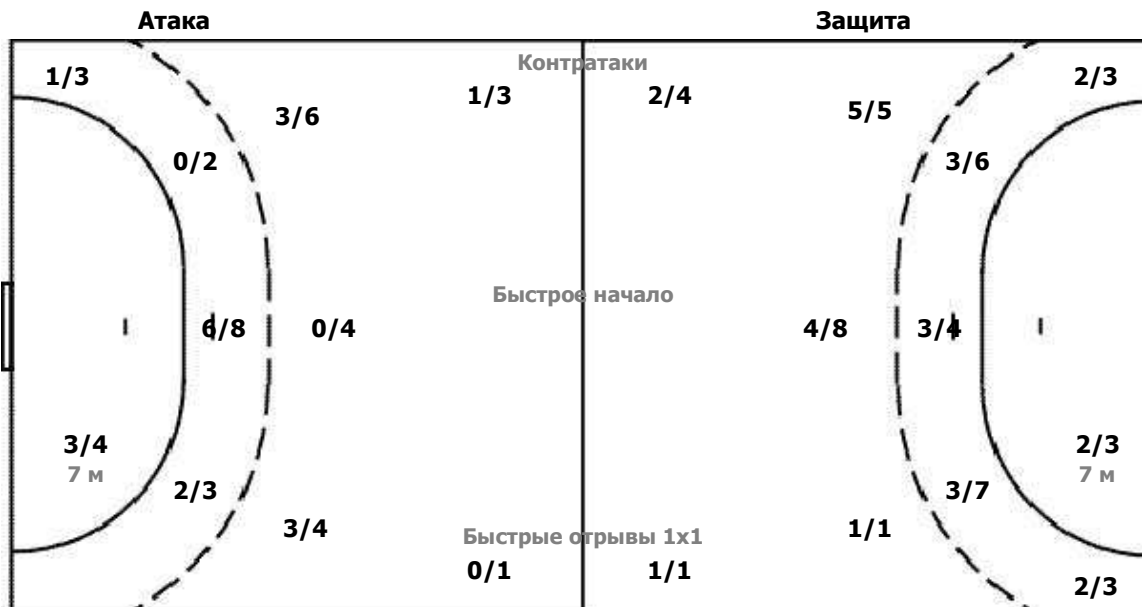 Атака Защита
Контратаки
1/3 1/3 2/4 2/3
3/6 5/5
0/2 3/6
Быстрое начало
6/8 0/4 4/8 3/4
3/4 2/3
7 м 7 м
2/3 3/7
3/4 1/1
Быстрые отрывы 1х1
0/1 1/1 2/3